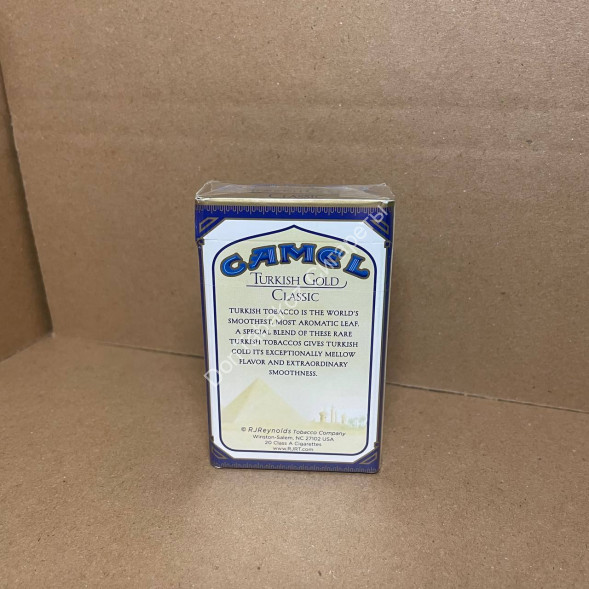 CAMEL
TURKISH GOLD
CLASSIC
TURKISH TOBACCO IS THE WORLD'S
SMOOTHEST, MOST AROMATIC LEAF.
A SPECIAL BLEND OF THESE RARE
TURKISH TOBACCOS GIVES TURKISH
GOLD ITS EXCEPTIONALLY MELLOW
FLAVOR AND EXTRAORDINARY
SMOOTHNESS.
© RJReynolds Tobacco Company
Winston-Salem, NC 27102 USA
20 Class A Cigarettes
www.RJRT.com
сигареты